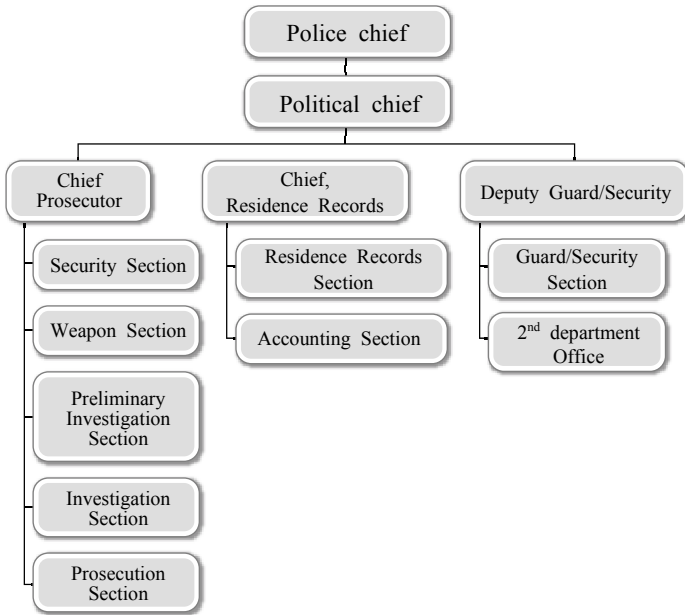 Police chief
Political chief
Chief
Prosecutor
Security Section
Weapon Section
Preliminary
Investigation
Section
Investigation
Section
Prosecution
Section
Chief,
Residence Records
Residence Records
Section
Accounting Section
Deputy Guard/Security
Guard/Security
Section
2nd department
Office